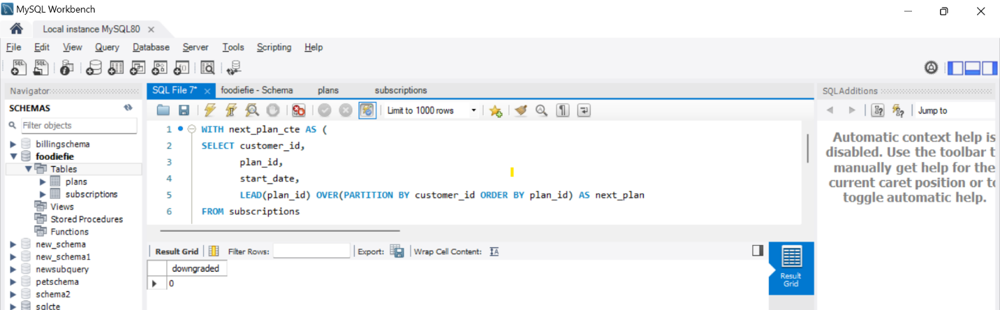 MySQL Workbench
Local instance MySQL80
File Edit View Query Database Server Tools Scripting Help
Navigator
SCHEMAS
Filter objects
billingschema
foodiefie
Tables
plans
subscriptions
Views
Stored Procedures
Functions
new_schema
new_schema1
newsubquery
petschema
schema2
sqlcte
SQL File 7* foodiefie - Schema plans subscriptions
Limit to 1000 rows
1 WITH next_plan_cte AS (
2 SELECT customer_id,
3 plan_id,
4 start_date,
5 LEAD(plan_id) OVER(PARTITION BY customer_id ORDER BY plan_id) AS next_plan
6 FROM subscriptions
Result Grid Filter Rows: Export: Wrap Cell Content:
downgraded
0
Result
Grid
SQLAdditions
Jump to
Automatic context help is
disabled. Use the toolbar t
manually get help for the
current caret position or to
toggle automatic help.